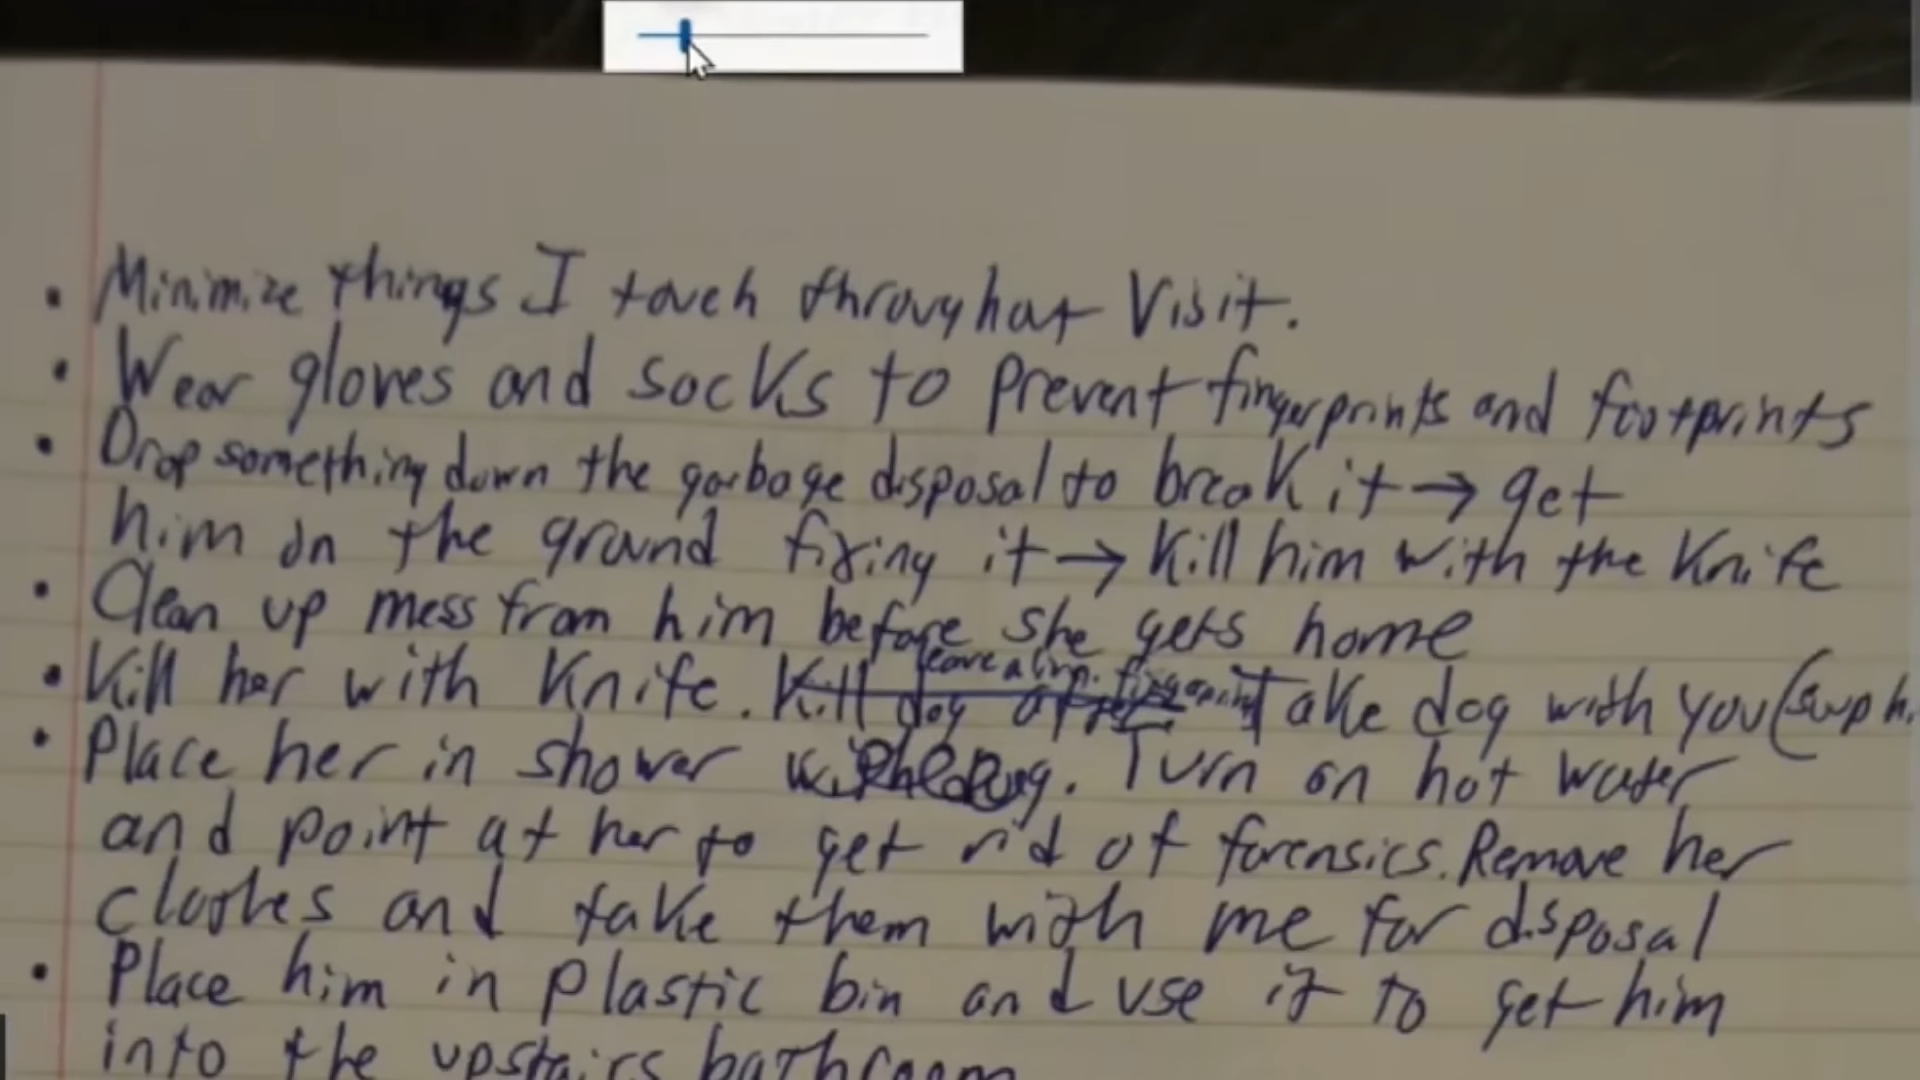 • Minimize things I touch throughout Visit.
• Wear gloves and socks to prevent fingerprints and footprints
• Drop something down the garbage disposal to break it → get
him on the ground fixing it → Kill him with the Knife
• Clean up mess from him before she gets home
• Kill her with Knife. Kill dog after Take dog with you
• Place her in shower Turn on hot water
and point at her to get rid of forensics. Remove her
clothes and take them with me for disposal
• Place him in plastic bin and use it to get him
into the upstairs bathroom